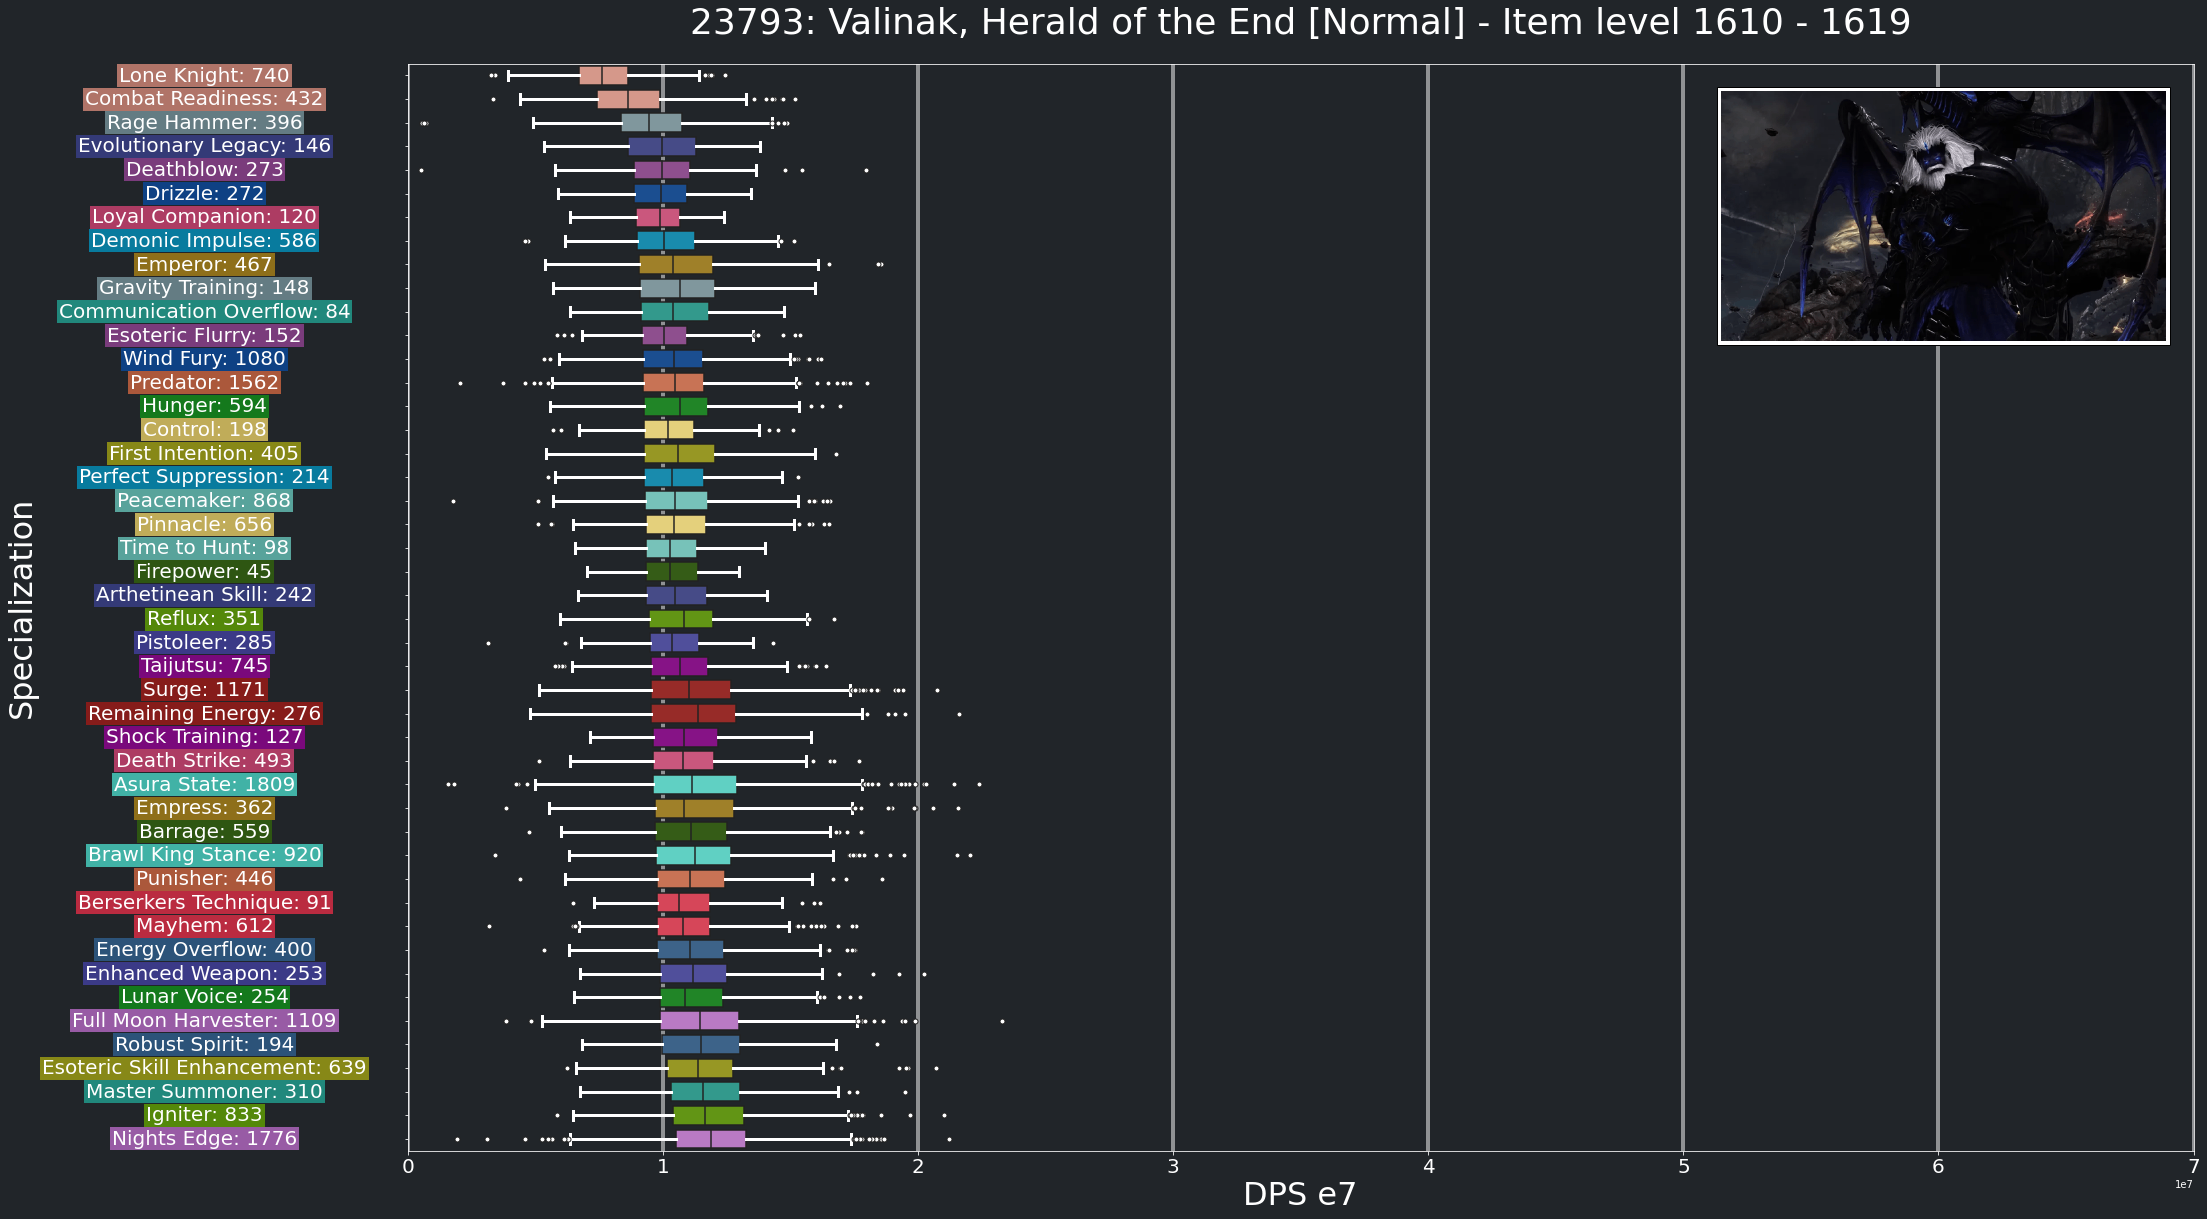 23793: Valinak, Herald of the End [Normal] - Item level 1610 - 1619
Lone Knight: 740
Combat Readiness: 432
Rage Hammer: 396
Evolutionary Legacy: 146
Deathblow: 273
Drizzle: 272
Loyal Companion: 120
Demonic Impulse: 586
Emperor: 467
Gravity Training: 148
Communication Overflow: 84
Esoteric Flurry: 152
Wind Fury: 1080
Predator: 1562
Hunger: 594
Control: 198
First Intention: 405
Perfect Suppression: 214
Peacemaker: 868
Pinnacle: 656
Time to Hunt: 98
Firepower: 45
Arthetinean Skill: 242
Reflux: 351
Pistoleer: 285
Taijutsu: 745
Surge: 1171
Remaining Energy: 276
Shock Training: 127
Death Strike: 493
Asura State: 1809
Empress: 362
Barrage: 559
Brawl King Stance: 920
Punisher: 446
Berserkers Technique: 91
Mayhem: 612
Energy Overflow: 400
Enhanced Weapon: 253
Lunar Voice: 254
Full Moon Harvester: 1109
Robust Spirit: 194
Esoteric Skill Enhancement: 639
Master Summoner: 310
Igniter: 833
Nights Edge: 1776
Specialization
0 1 2 3 4 5 6 7
DPS e7
1e7